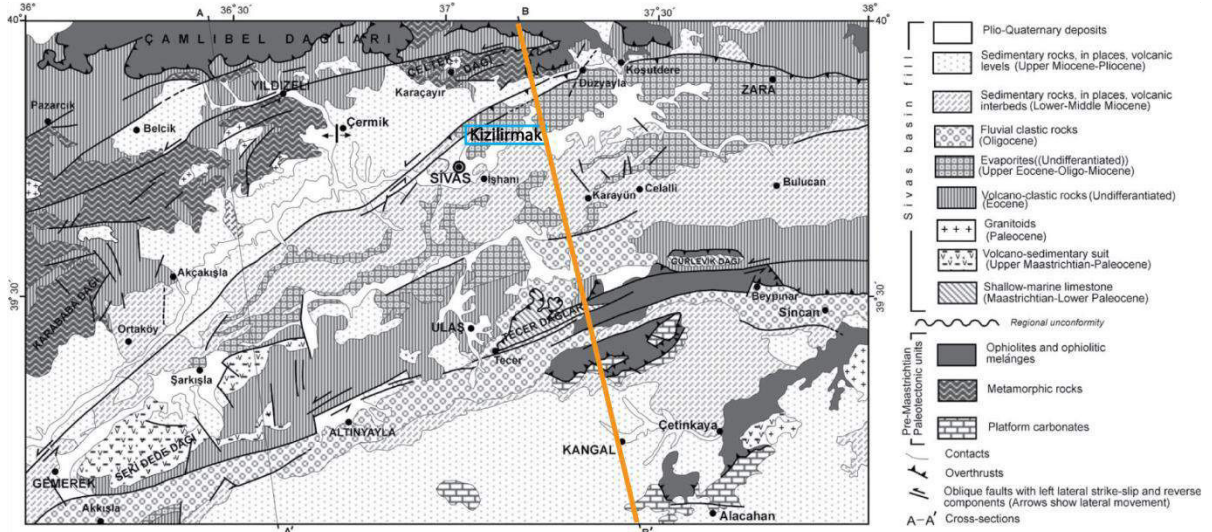 A
B
40°
36°,30'
37°
37°,30'
38°
40°
ÇAMLIBEL DAĞLARI
ÇELTEK
DAĞI
Koşutdere
YILDIZELİ
Karaçayır
Düzyayla
ZARA
Pazarcık
Belcik
Çermik
Kizilirmak
SİVAS
Işhanı
Karayün
Celalli
Bulucan
GÜRLEVİK DAĞI
Akçakışla
39°,30'
39°,30'
Beypınar
KARABABA DAĞI
Sincan
ULAŞ
TECER DAĞLARI
Ortaköy
Tecer
Şarkışla
ALTINYAYLA
Çetinkaya
KANGAL
SEKİ DEDE DAĞI
GEMEREK
Akkışla
Alacahan
A'
B'
Sivas basin fill
Plio-Quaternary deposits
Sedimentary rocks, in places, volcanic
levels (Upper Miocene-Pliocene)
Sedimentary rocks, in places, volcanic
interbeds (Lower-Middle Miocene)
Fluvial clastic rocks
(Oligocene)
Evaporites((Undifferantiated))
(Upper Eocene-Oligo-Miocene)
Volcano-clastic rocks (Undifferantiated)
(Eocene)
Granitoids
(Paleocene)
Volcano-sedimentary suit
(Upper Maastrichtian-Paleocene)
Shallow-marine limestone
(Maastrichtian-Lower Paleocene)
Regional unconformity
Pre-Maastrichtian
Paleotectonic units
Ophiolites and ophiolitic
melánges
Metamorphic rocks
Platform carbonates
Contacts
Overthrusts
Oblique faults with left lateral strike-slip and reverse
components (Arrows show lateral movement)
A-A' Cross-sections